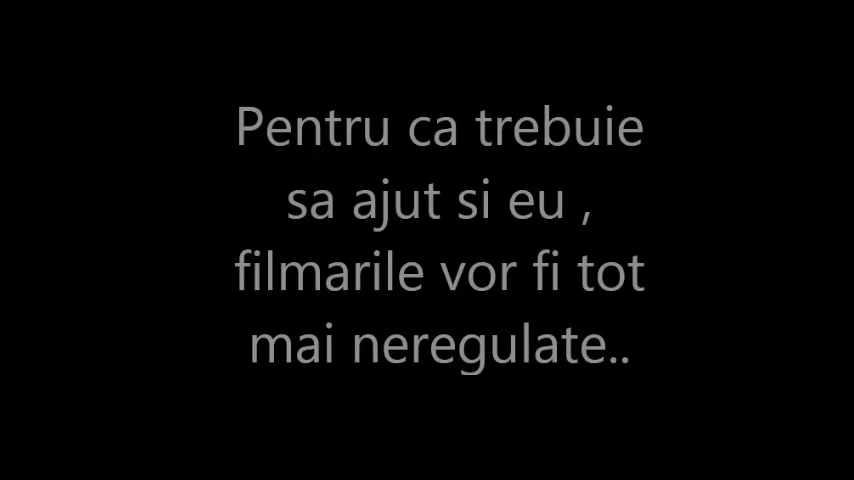 Pentru ca trebuie
sa ajut si eu ,
filmarile vor fi tot
mai neregulate..